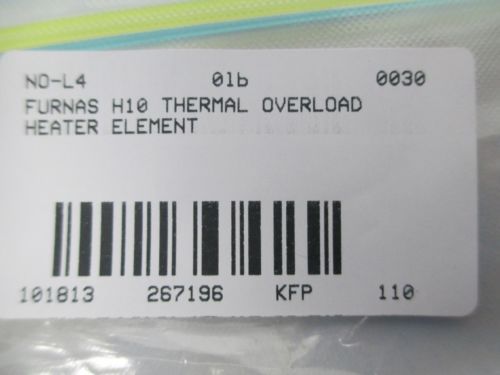 NO-L4 01b 0030
FURNAS H10 THERMAL OVERLOAD
HEATER ELEMENT
101813 267196 KFP 110